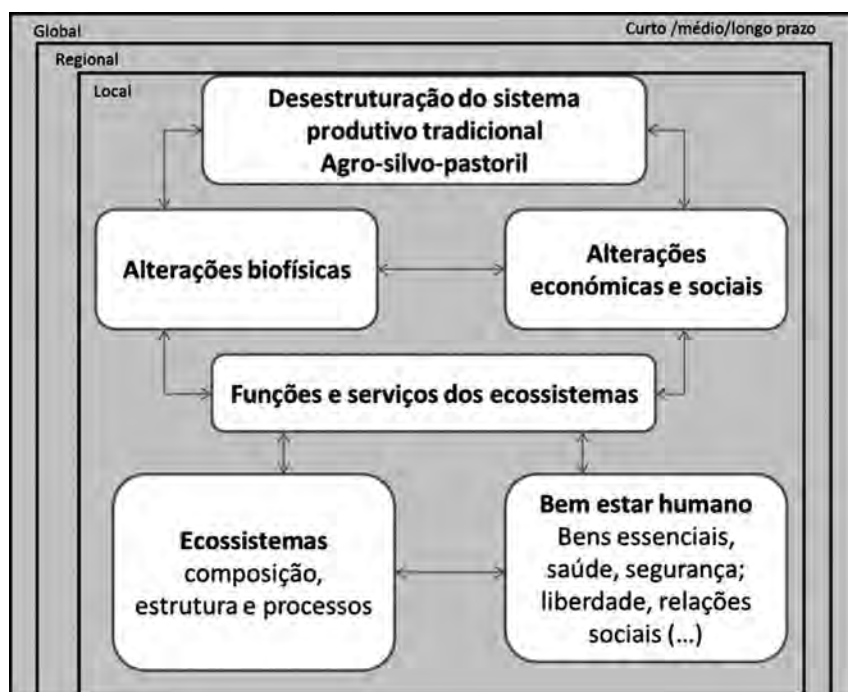 Global
Curto /médio/longo prazo
Regional
Local
Desestruturação do sistema
produtivo tradicional
Agro-silvo-pastoril
Alterações biofísicas
Alterações
económicas e sociais
Funções e serviços dos ecossistemas
Ecossistemas
composição,
estrutura e processos
Bem estar humano
Bens essenciais,
saúde, segurança;
liberdade, relações
sociais (...)